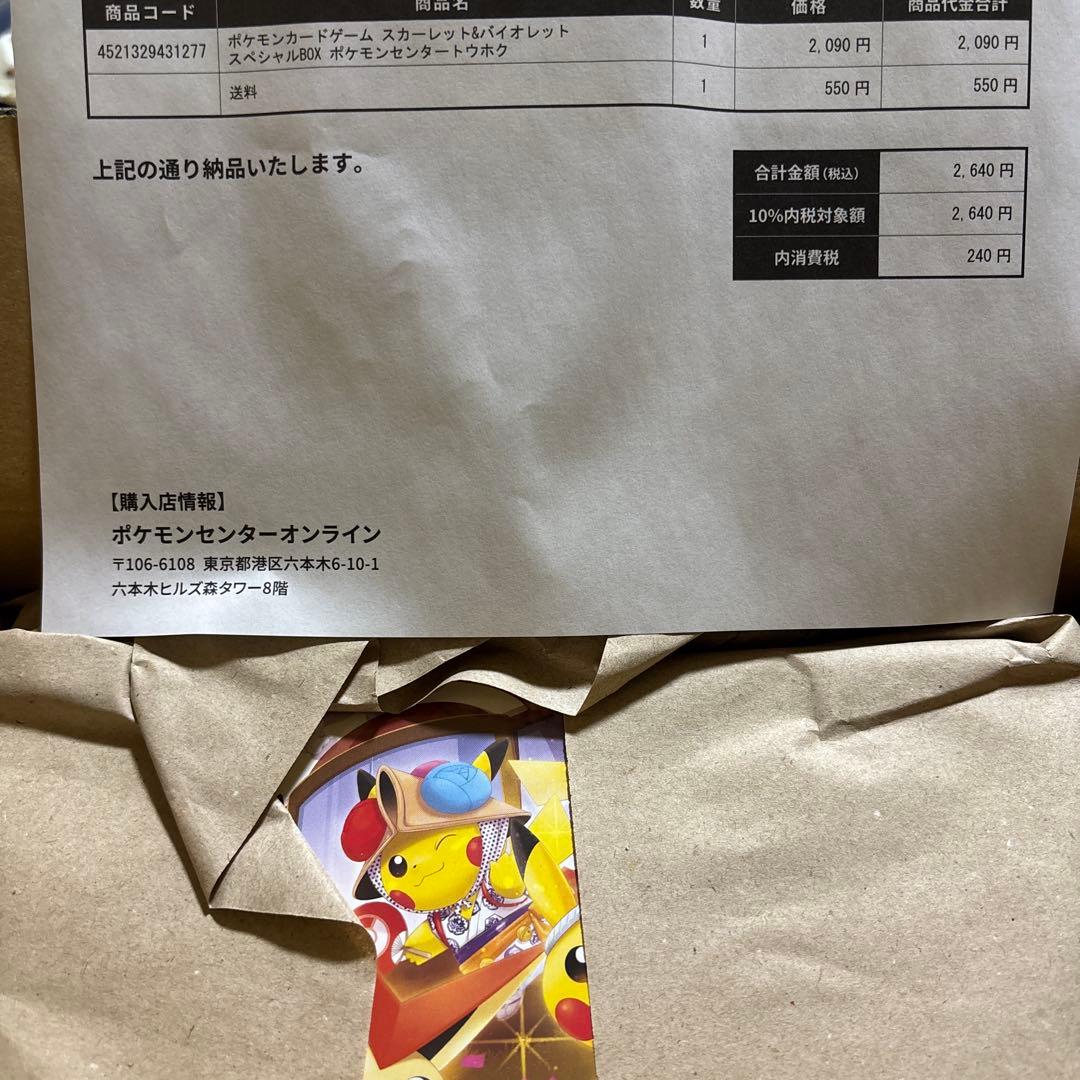 商品コード 商品名 数量 価格 商品代金合計
4521329431277 ポケモンカードゲーム スカーレット&バイオレット 1 2,090 円 2,090 円
スペシャルBOX ポケモンセンタートウホク
送料 1 550 円 550 円
上記の通り納品いたします。
合計金額(税込) 2,640 円
10%内税対象額 2,640 円
内消費税 240 円
【購入店情報】
ポケモンセンターオンライン
〒106-6108 東京都港区六本木6-10-1
六本木ヒルズ森タワー8階